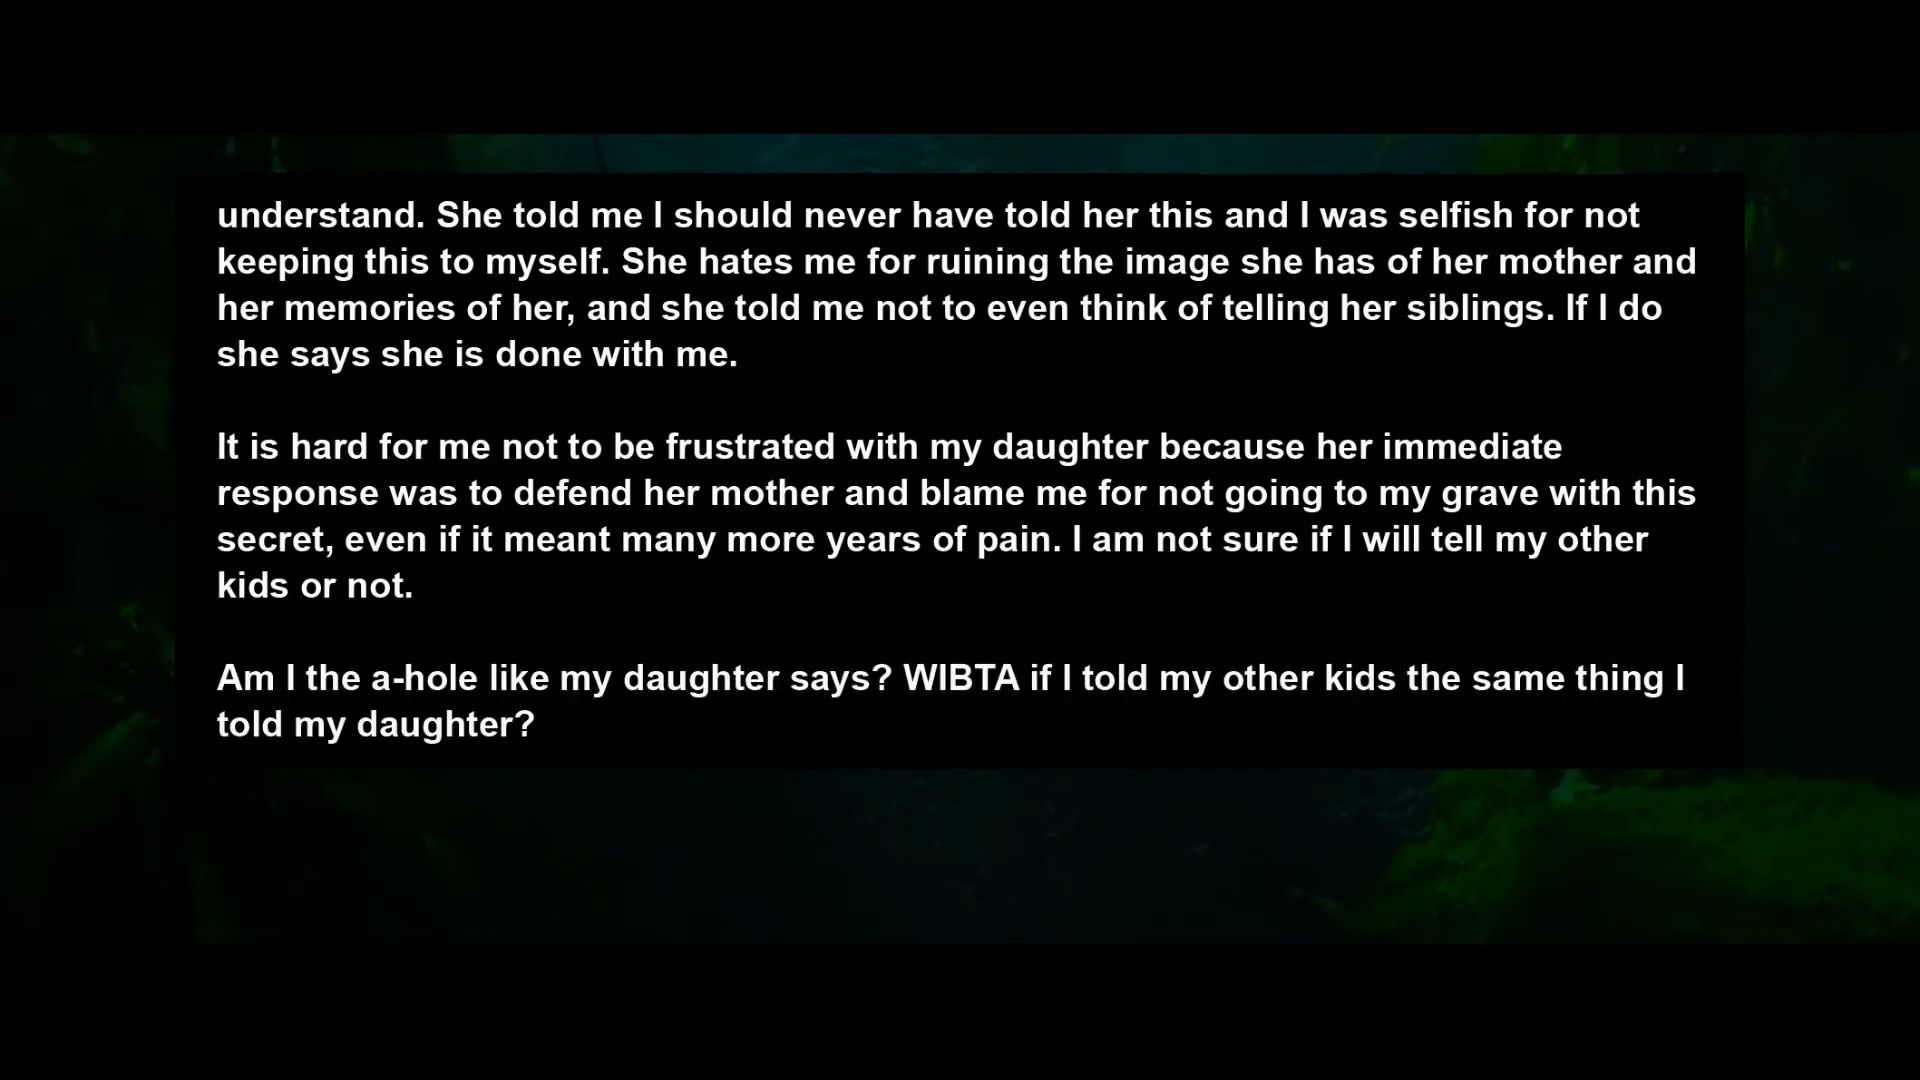 understand. She told me I should never have told her this and I was selfish for not
keeping this to myself. She hates me for ruining the image she has of her mother and
her memories of her, and she told me not to even think of telling her siblings. If I do
she says she is done with me.
It is hard for me not to be frustrated with my daughter because her immediate
response was to defend her mother and blame me for not going to my grave with this
secret, even if it meant many more years of pain. I am not sure if I will tell my other
kids or not.
Am I the a-hole like my daughter says? WIBTA if I told my other kids the same thing I
told my daughter?